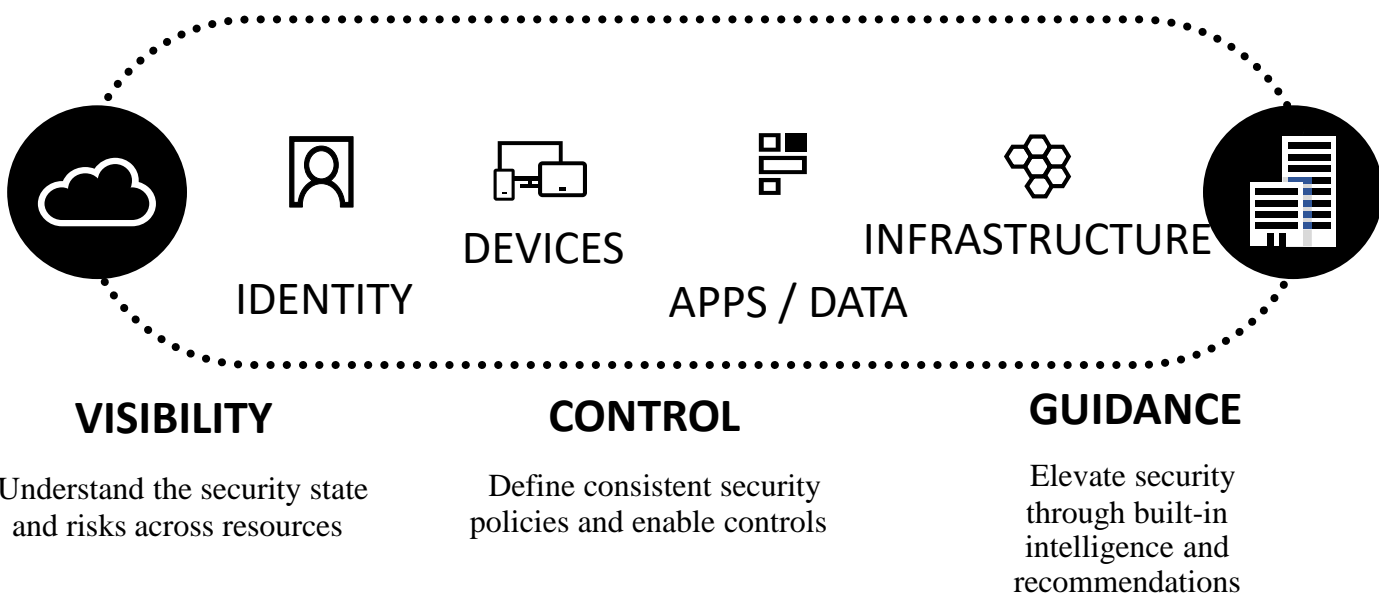 IDENTITY
DEVICES
APPS / DATA
INFRASTRUCTURE
VISIBILITY
Understand the security state
and risks across resources
CONTROL
Define consistent security
policies and enable controls
GUIDANCE
Elevate security
through built-in
intelligence and
recommendations